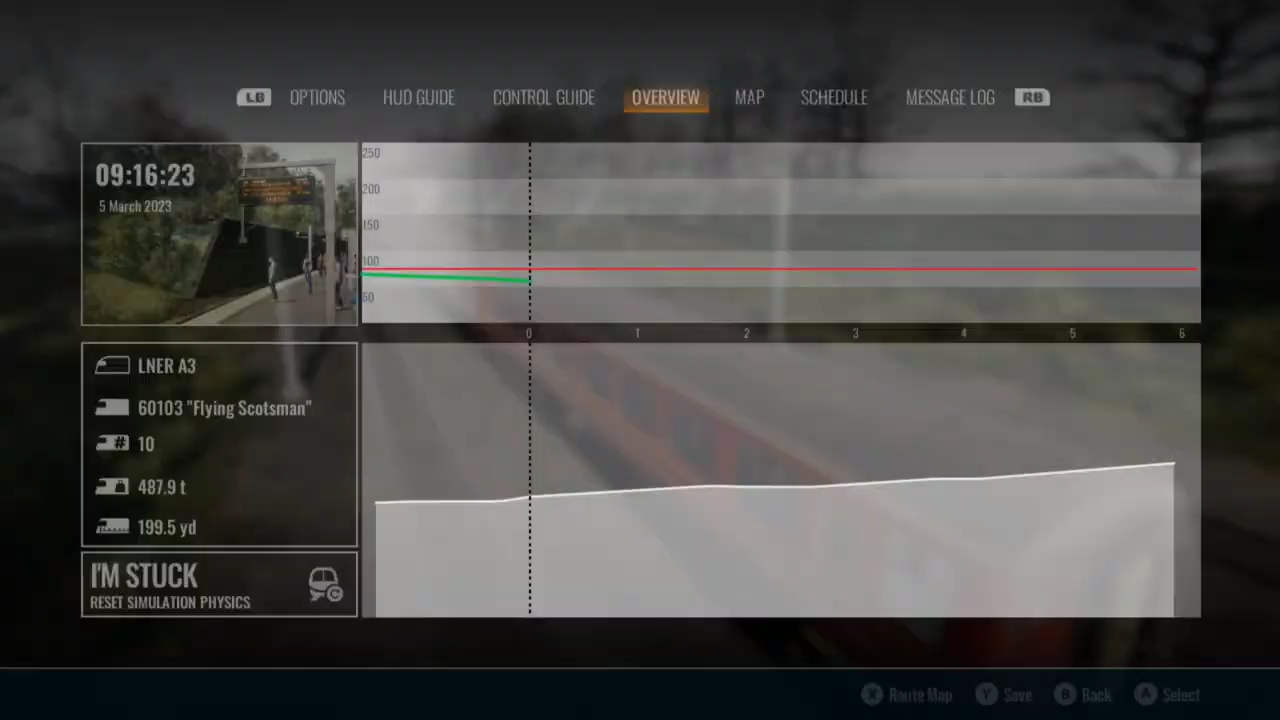 LB OPTIONS HUD GUIDE CONTROL GUIDE OVERVIEW MAP SCHEDULE MESSAGE LOG RB
09:16:23
5 March 2023
250
200
150
100
50
0 1 2 3 4 5 6
LNER A3
60103 "Flying Scotsman"
# 10
487.9 t
199.5 yd
I'M STUCK
RESET SIMULATION PHYSICS
X Route Map Y Save B Back A Select